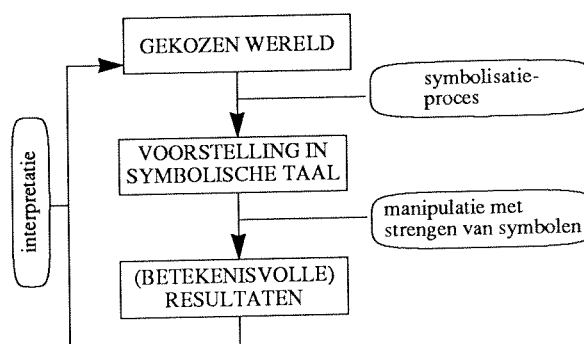 GEKOZEN WERELD
symbolisatie-
proces
interpretatie
VOORSTELLING IN
SYMBOLISCHE TAAL
manipulatie met
strengen van symbolen
(BETEKENISVOLLE)
RESULTATEN